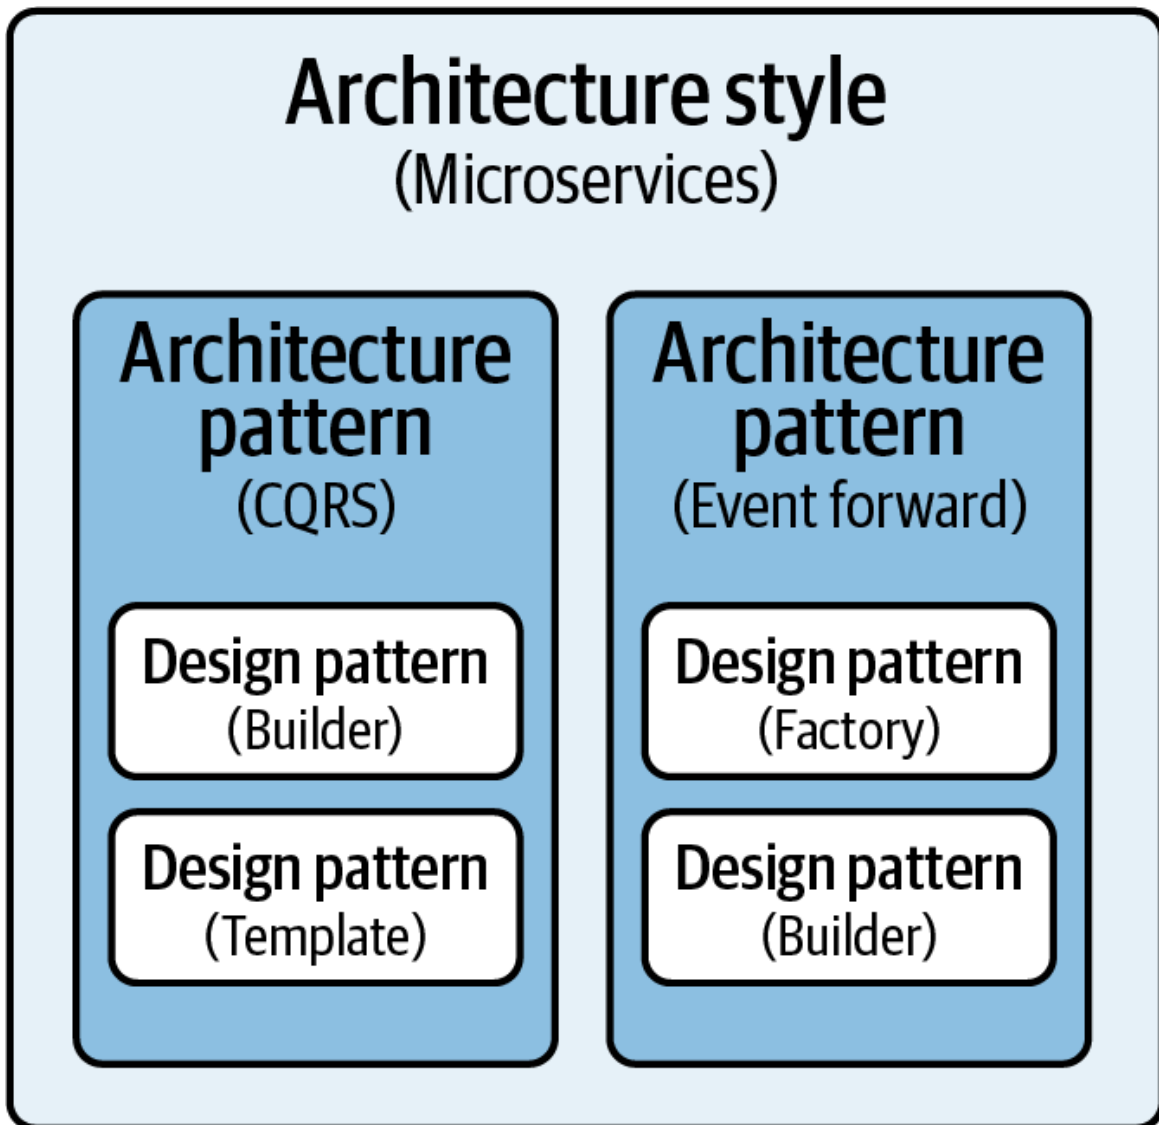 Architecture style
(Microservices)
Architecture
pattern
(CQRS)
Design pattern
(Builder)
Design pattern
(Template)
Architecture
pattern
(Event forward)
Design pattern
(Factory)
Design pattern
(Builder)